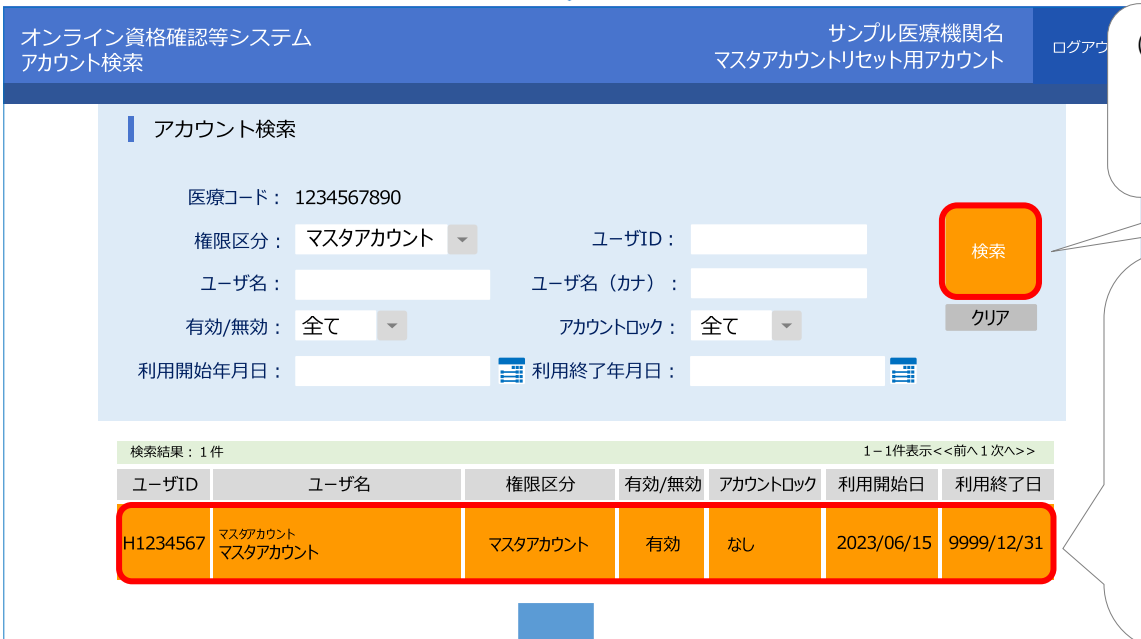 オンライン資格確認等システム
アカウント検索
サンプル医療機関名
マスタアカウントリセット用アカウント
ログアウ
アカウント検索
医療コード： 1234567890
権限区分： マスタアカウント ユーザID：
検索
ユーザ名： ユーザ名（カナ）：
有効/無効： 全て アカウントロック： 全て
クリア
利用開始年月日： 利用終了年月日：
検索結果：1件 1－1件表示<<前へ1次へ>>
ユーザID ユーザ名 権限区分 有効/無効 アカウントロック 利用開始日 利用終了日
マスタアカウント
H1234567 マスタアカウント マスタアカウント 有効 なし 2023/06/15 9999/12/31